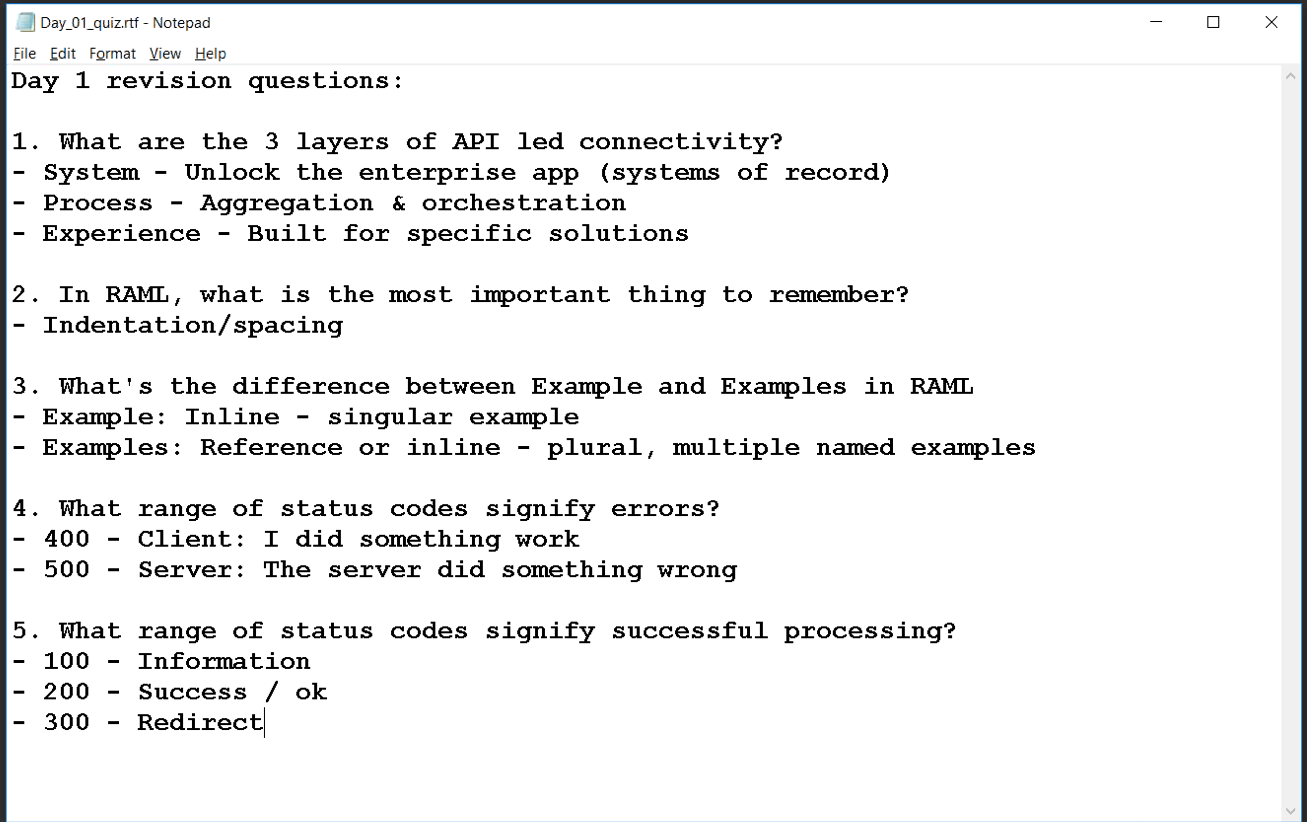 Day_01_quiz.rtf - Notepad
File Edit Format View Help
Day 1 revision questions:
1. What are the 3 layers of API led connectivity?
- System - Unlock the enterprise app (systems of record)
- Process - Aggregation & orchestration
- Experience - Built for specific solutions
2. In RAML, what is the most important thing to remember?
- Indentation/spacing
3. What's the difference between Example and Examples in RAML
- Example: Inline - singular example
- Examples: Reference or inline - plural, multiple named examples
4. What range of status codes signify errors?
- 400 - Client: I did something work
- 500 - Server: The server did something wrong
5. What range of status codes signify successful processing?
- 100 - Information
- 200 - Success / ok
- 300 - Redirect